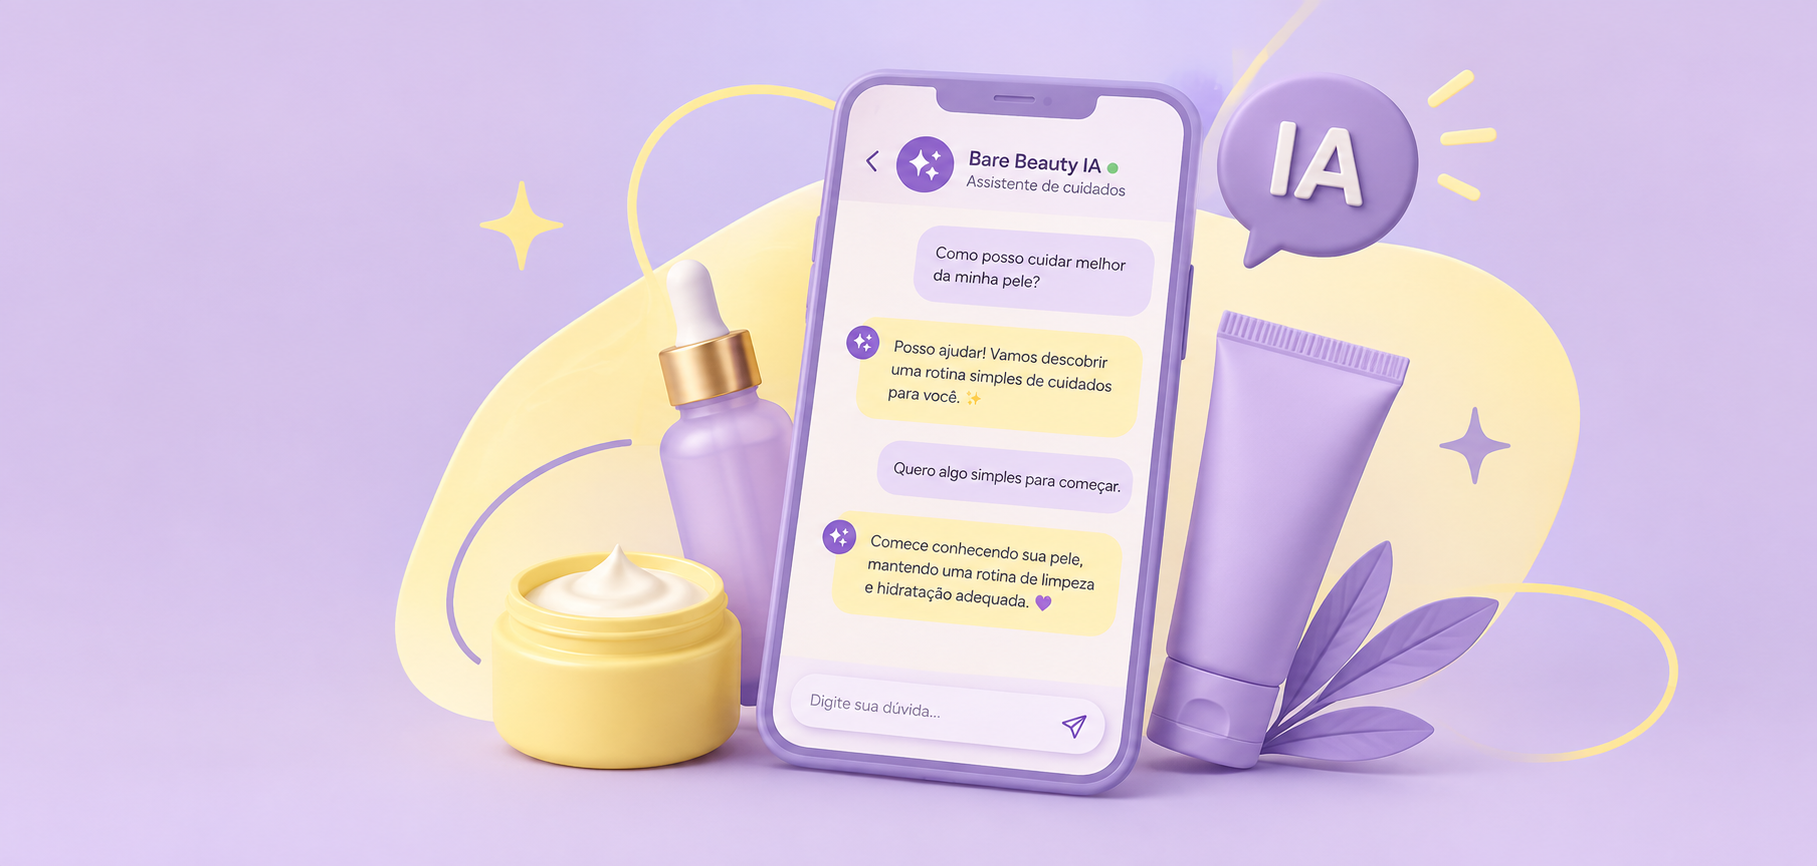 IA
Bare Beauty IA
Assistente de cuidados
Como posso cuidar melhor
da minha pele?
Posso ajudar! Vamos descobrir
uma rotina simples de cuidados
para você. ✨
Quero algo simples para começar.
Comece conhecendo sua pele,
mantendo uma rotina de limpeza
e hidratação adequada. 💜
Digite sua dúvida...